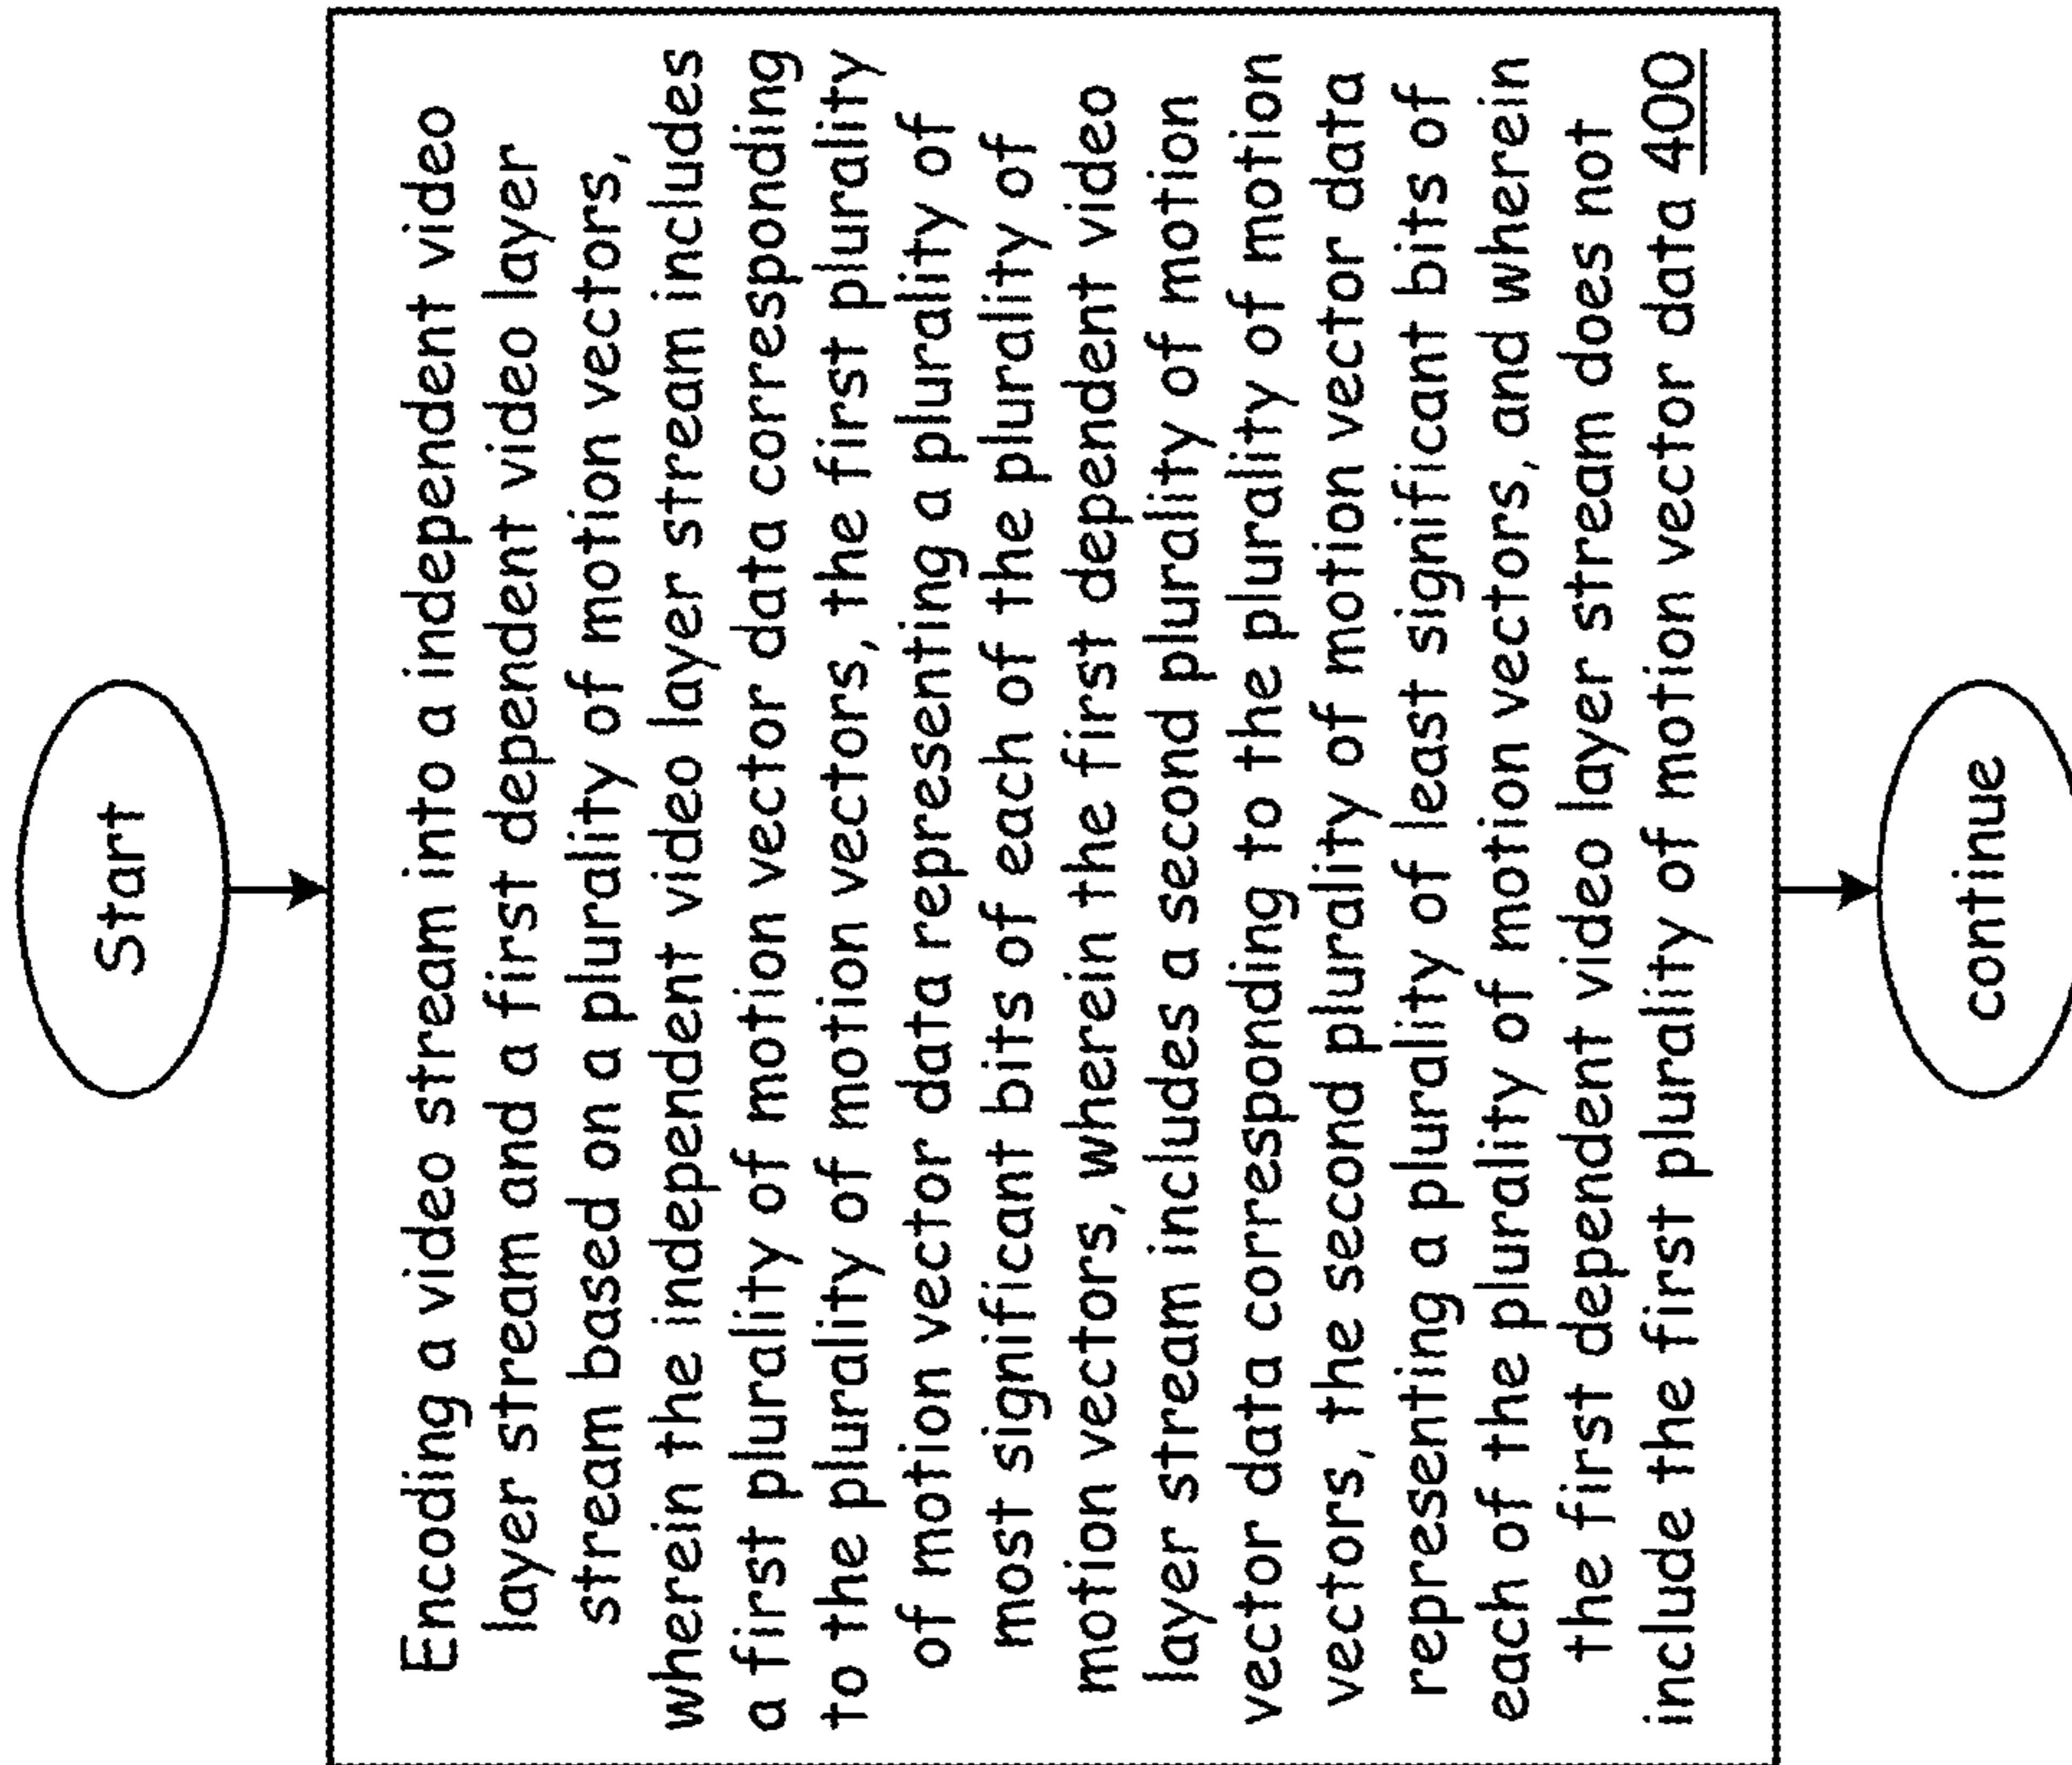 Start
Encoding a video stream into a independent video
layer stream and a first dependent video layer
stream based on a plurality of motion vectors,
wherein the independent video layer stream includes
a first plurality of motion vector data corresponding
to the plurality of motion vectors, the first plurality
of motion vector data representing a plurality of
most significant bits of each of the plurality of
motion vectors, wherein the first dependent video
layer stream includes a second plurality of motion
vector data corresponding to the plurality of motion
vectors, the second plurality of motion vector data
representing a plurality of least significant bits of
each of the plurality of motion vectors, and wherein
the first dependent video layer stream does not
include the first plurality of motion vector data 400
continue